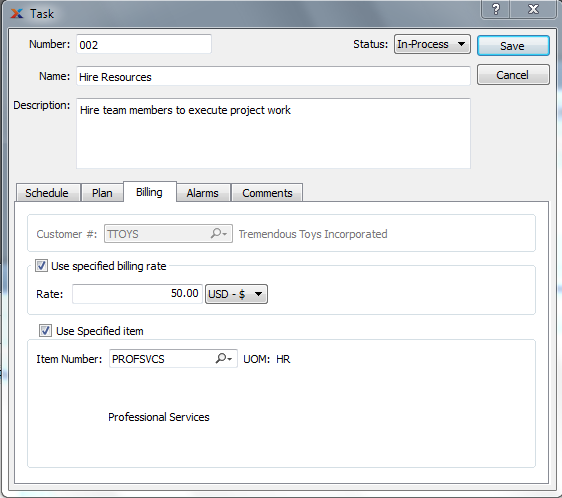 Task
Number: 002 Status: In-Process Save
Name: Hire Resources Cancel
Description: Hire team members to execute project work
Schedule Plan Billing Alarms Comments
Customer #: TTOYS Tremendous Toys Incorporated
Use specified billing rate
Rate: 50.00 USD - $
Use Specified item
Item Number: PROFSVCS UOM: HR
Professional Services